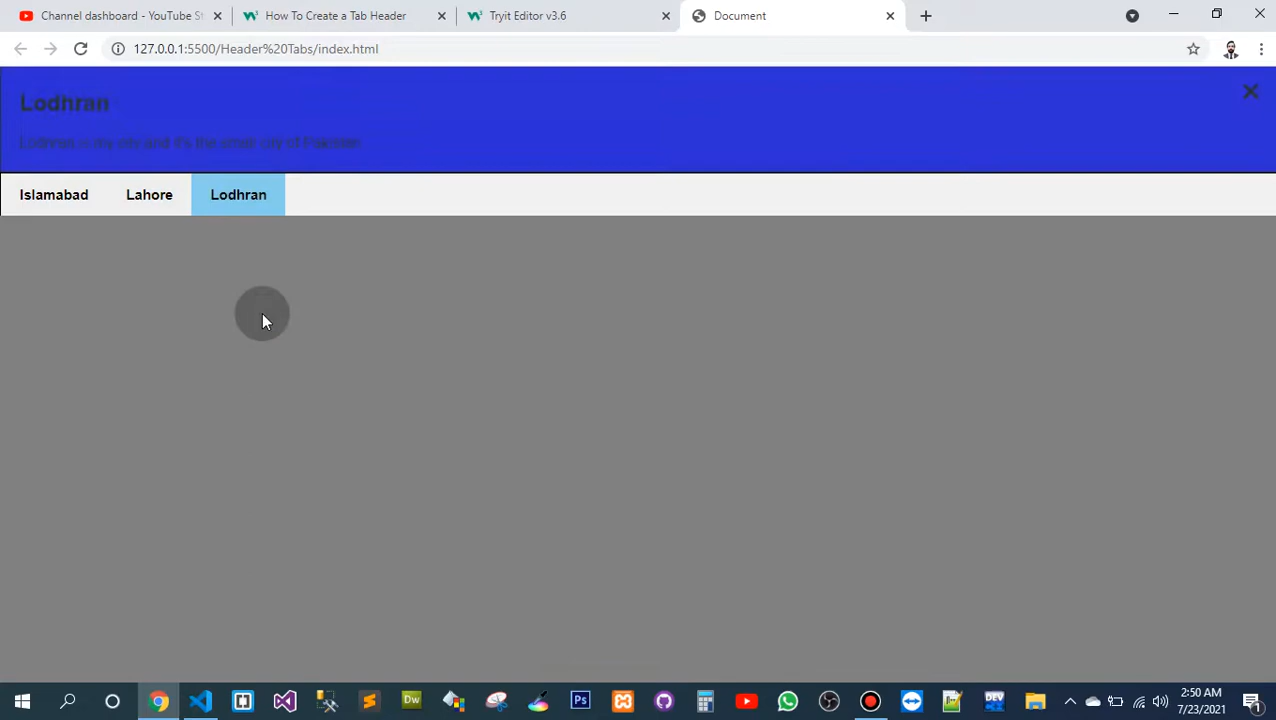 Channel dashboard - YouTube St
How To Create a Tab Header
Tryit Editor v3.6
Document
127.0.0.1:5500/Header%20Tabs/index.html
Lodhran
Lodhran is my city and it's the small city of Pakistan
Islamabad Lahore Lodhran
2:50 AM
7/23/2021